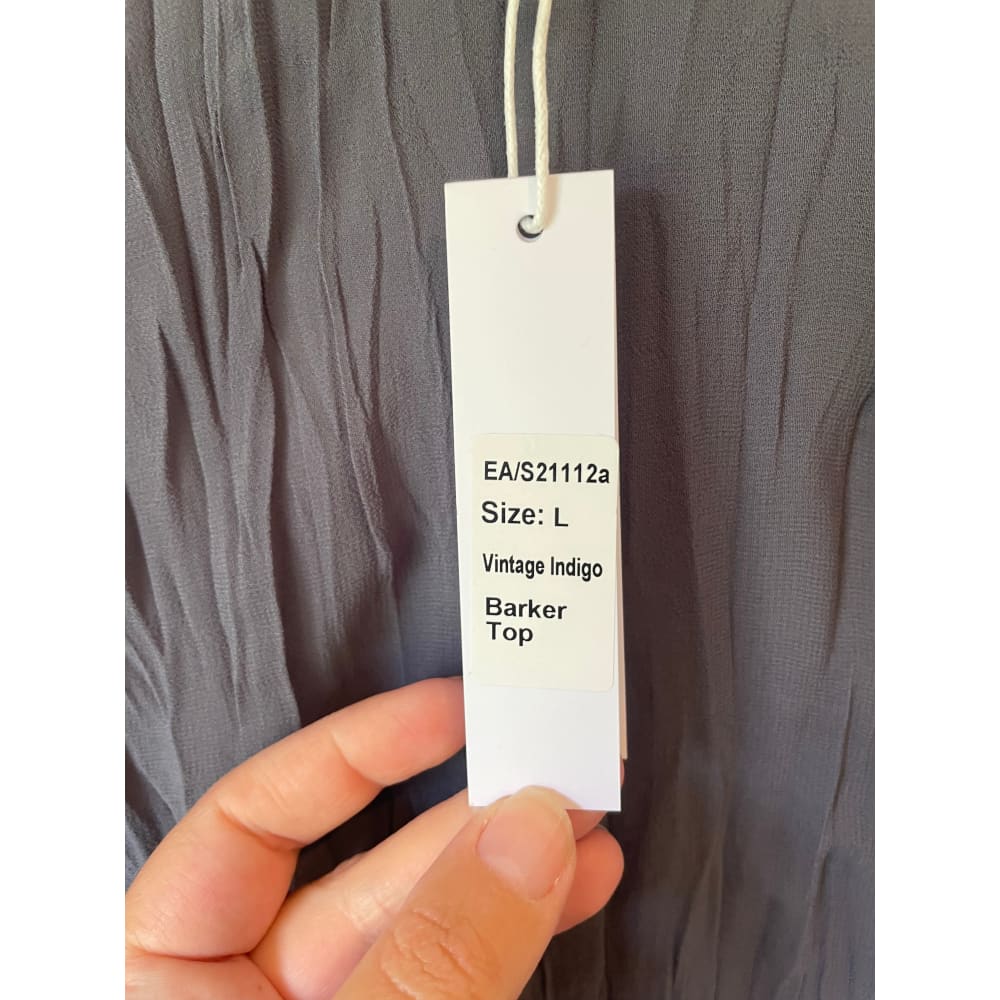 EA/S21112a
Size: L
Vintage Indigo
Barker
Top